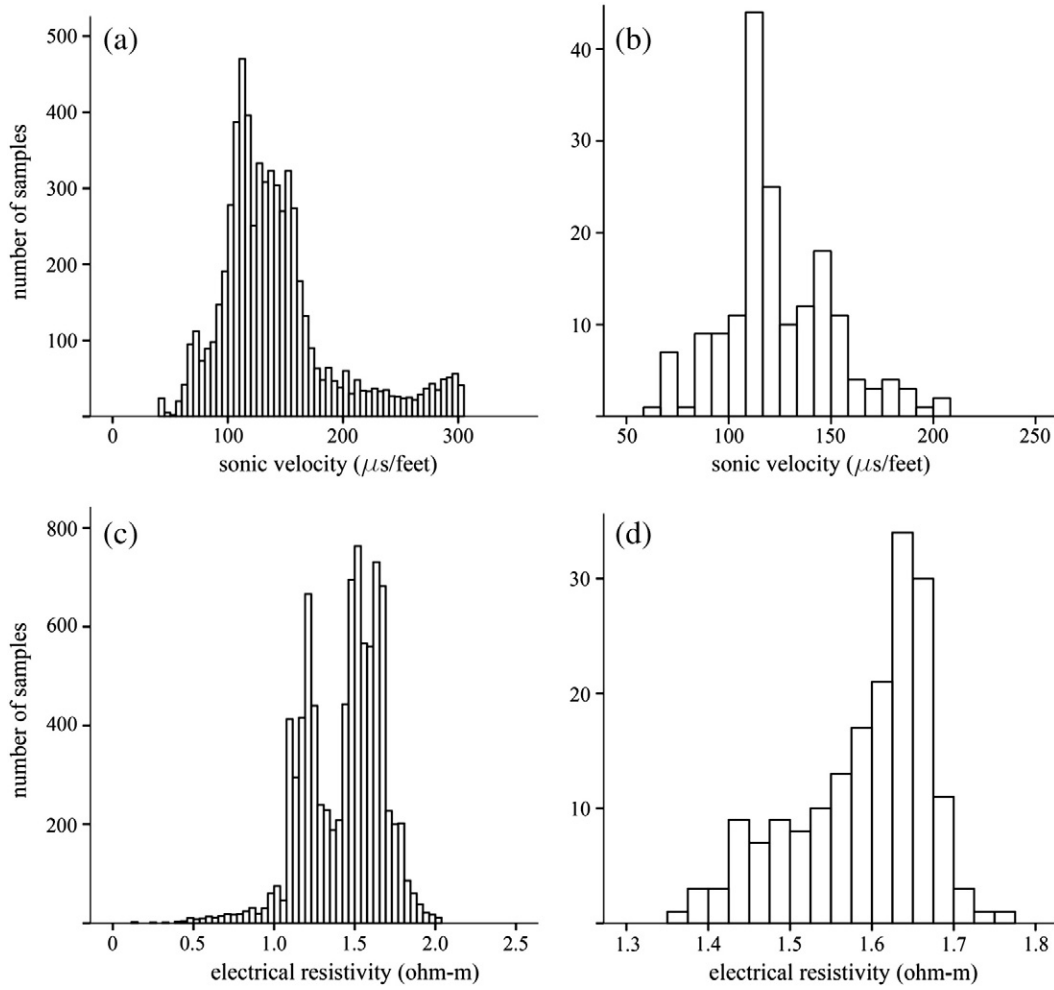 (a)
500
400
300
200
100
number of samples
0 100 200 300
sonic velocity (μs/feet)
(b)
40
30
20
10
50 100 150 200 250
sonic velocity (μs/feet)
(c)
800
600
400
200
number of samples
0 0.5 1.0 1.5 2.0 2.5
electrical resistivity (ohm-m)
(d)
30
20
10
1.3 1.4 1.5 1.6 1.7 1.8
electrical resistivity (ohm-m)